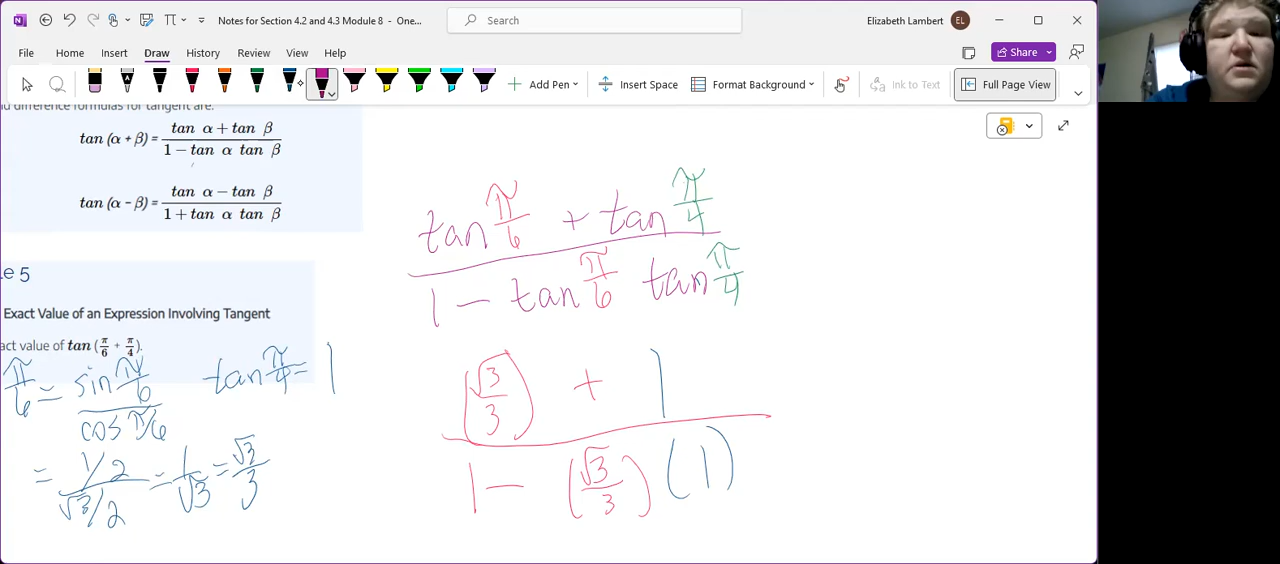 Notes for Section 4.2 and 4.3 Module 8 - One...
Search
Elizabeth Lambert EL
File Home Insert Draw History Review View Help
Share
Add Pen Insert Space Format Background Ink to Text Full Page View
d difference formulas for tangent are:
tan (α + β) = (tan α + tan β) / (1 − tan α tan β)
tan (α − β) = (tan α − tan β) / (1 + tan α tan β)
le 5
Exact Value of an Expression Involving Tangent
act value of tan (π/6 + π/4).
π/6 = (sin π/6) / (cos π/6)
tan π/4 = 1
= (1/2) / (√3/2) = 1/√3 = √3/3
(tan π/6 + tan π/4) / (1 − tan π/6 tan π/4)
((√3/3) + 1) / (1 − (√3/3)(1))